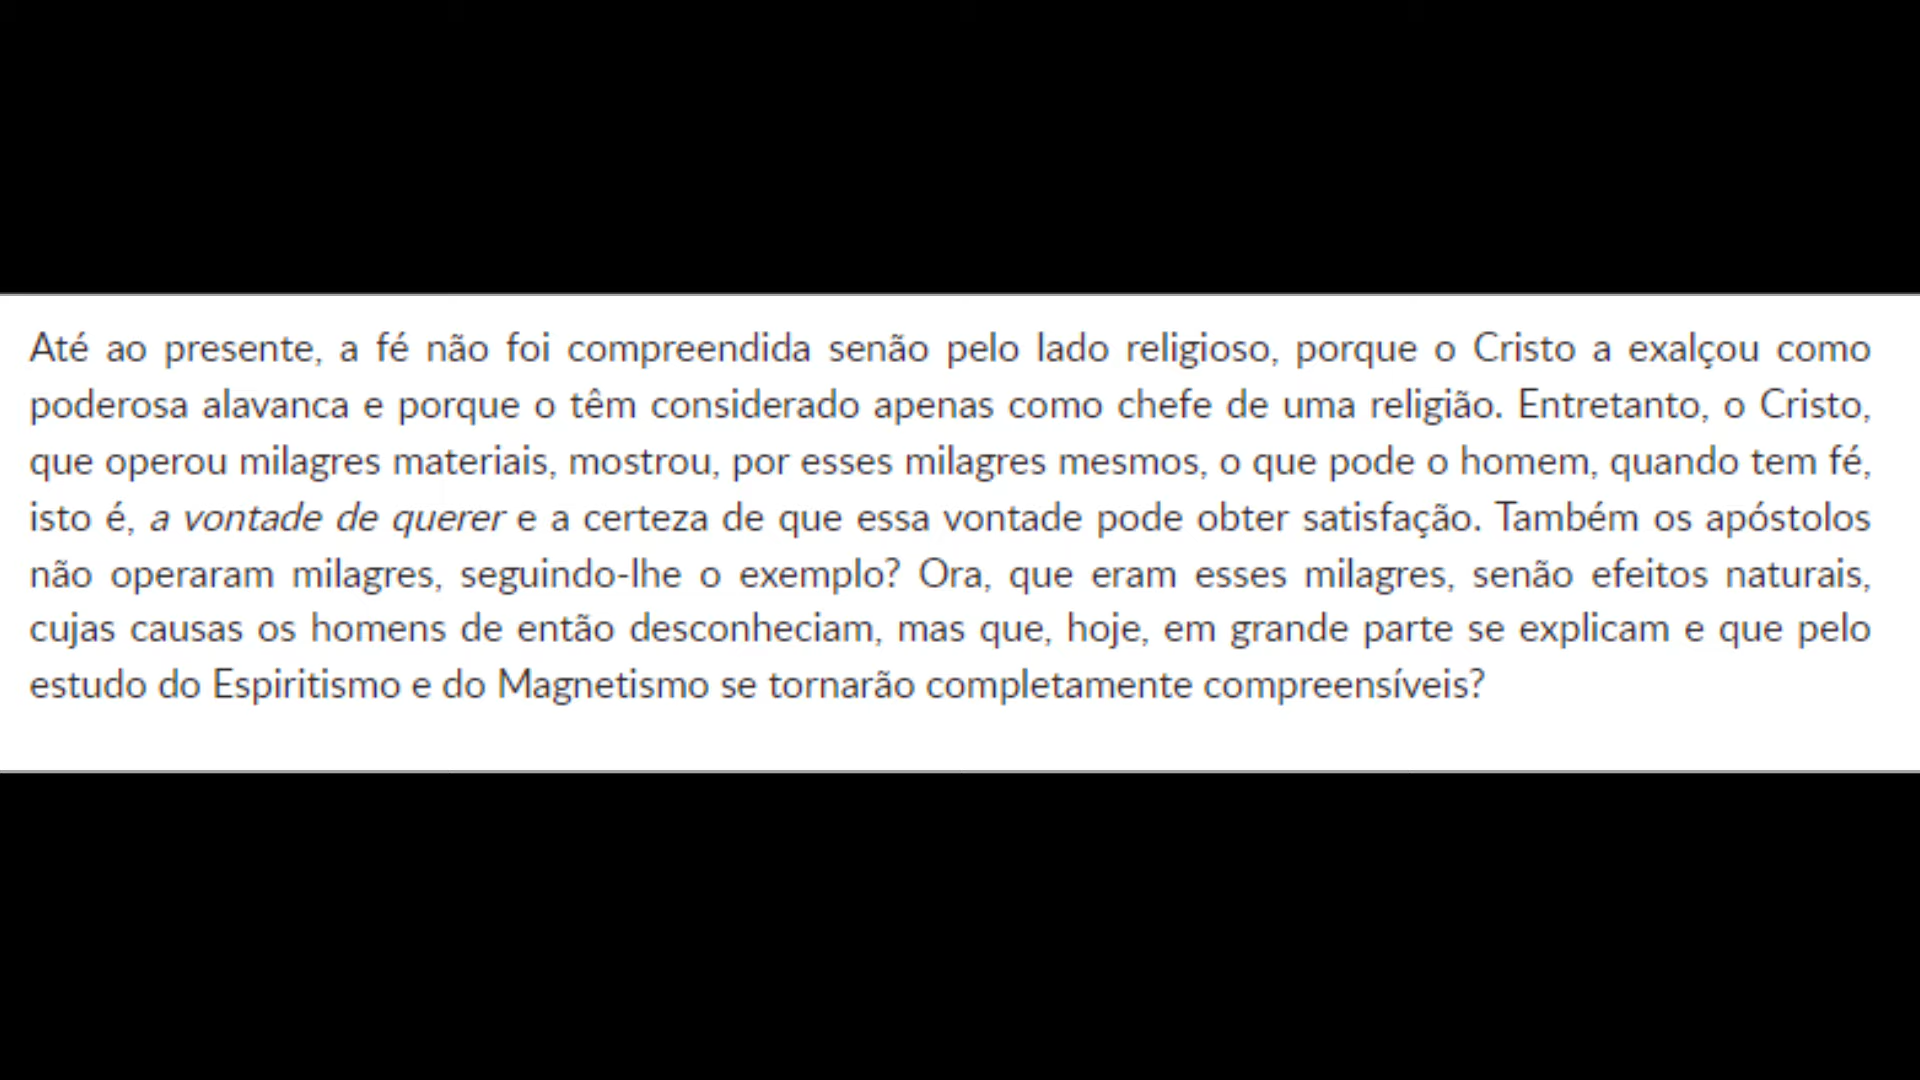 Até ao presente, a fé não foi compreendida senão pelo lado religioso, porque o Cristo a exalçou como
poderosa alavanca e porque o têm considerado apenas como chefe de uma religião. Entretanto, o Cristo,
que operou milagres materiais, mostrou, por esses milagres mesmos, o que pode o homem, quando tem fé,
isto é, a vontade de querer e a certeza de que essa vontade pode obter satisfação. Também os apóstolos
não operaram milagres, seguindo-lhe o exemplo? Ora, que eram esses milagres, senão efeitos naturais,
cujas causas os homens de então desconheciam, mas que, hoje, em grande parte se explicam e que pelo
estudo do Espiritismo e do Magnetismo se tornarão completamente compreensíveis?